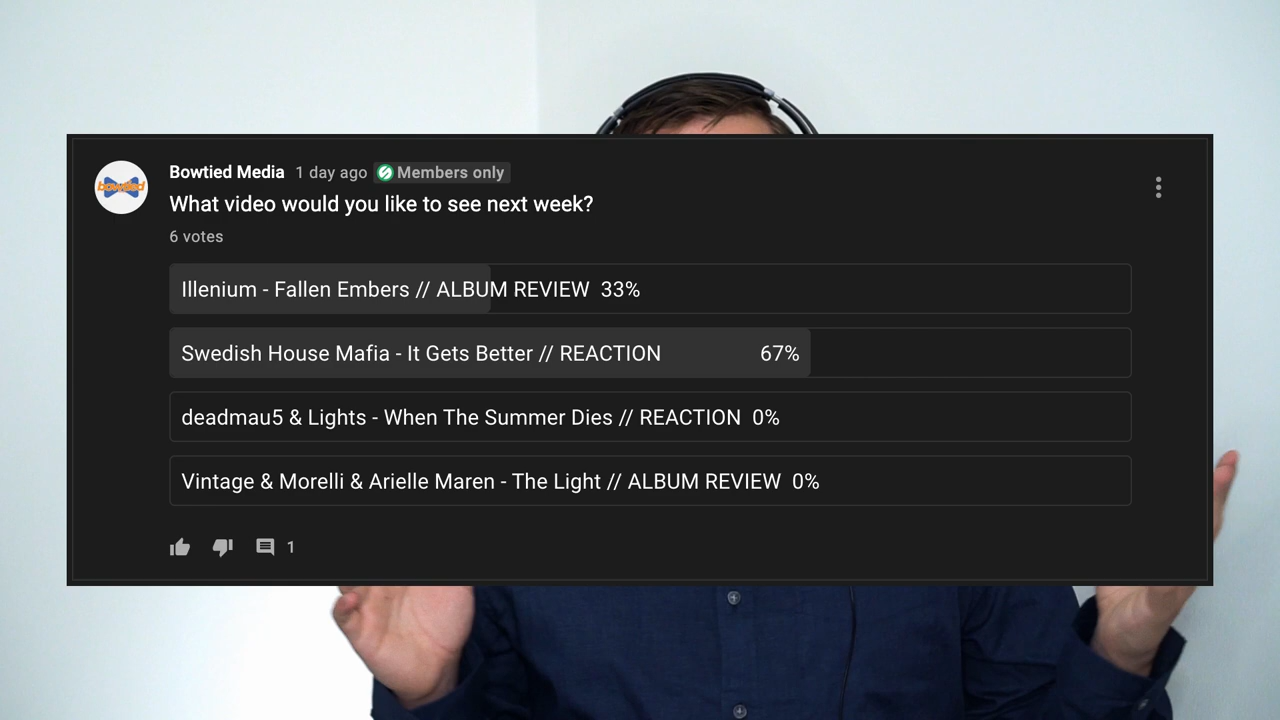 bowtied
Bowtied Media 1 day ago Members only
What video would you like to see next week?
6 votes
Illenium - Fallen Embers // ALBUM REVIEW 33%
Swedish House Mafia - It Gets Better // REACTION 67%
deadmau5 & Lights - When The Summer Dies // REACTION 0%
Vintage & Morelli & Arielle Maren - The Light // ALBUM REVIEW 0%
1